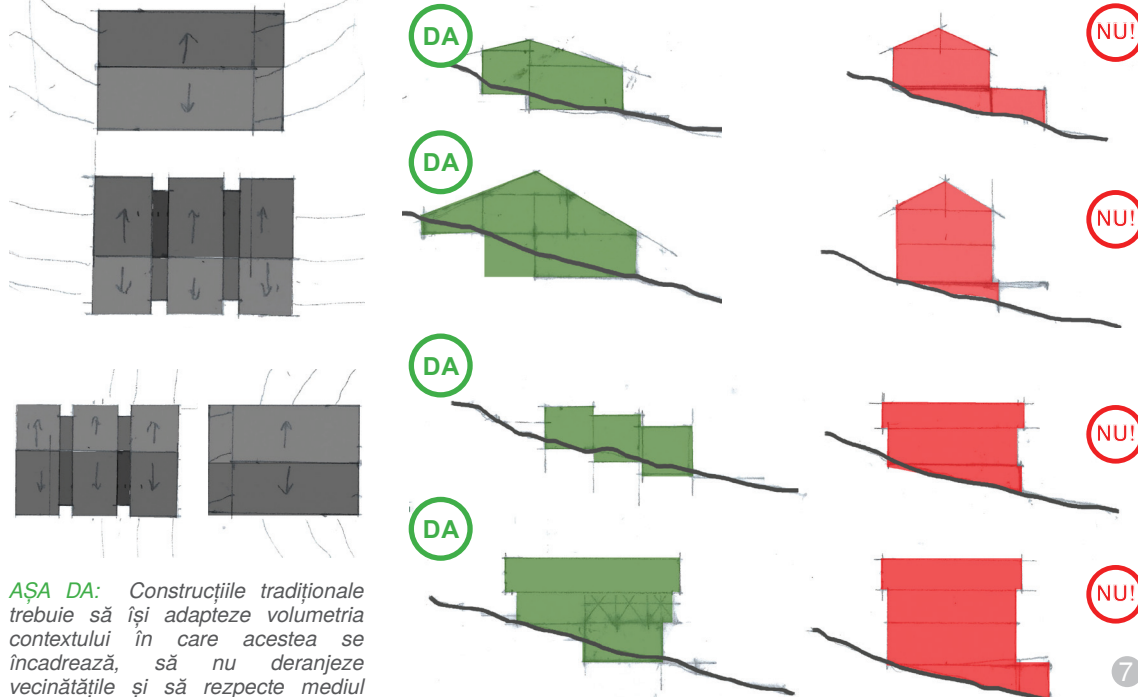 DA
NU!
DA
NU!
DA
NU!
DA
NU!
AȘA DA: Construcțiile tradiționale
trebuie să își adapteze volumetria
contextului în care acestea se
încadrează, să nu deranjeze
vecinătățile și să rezpecte mediul
7